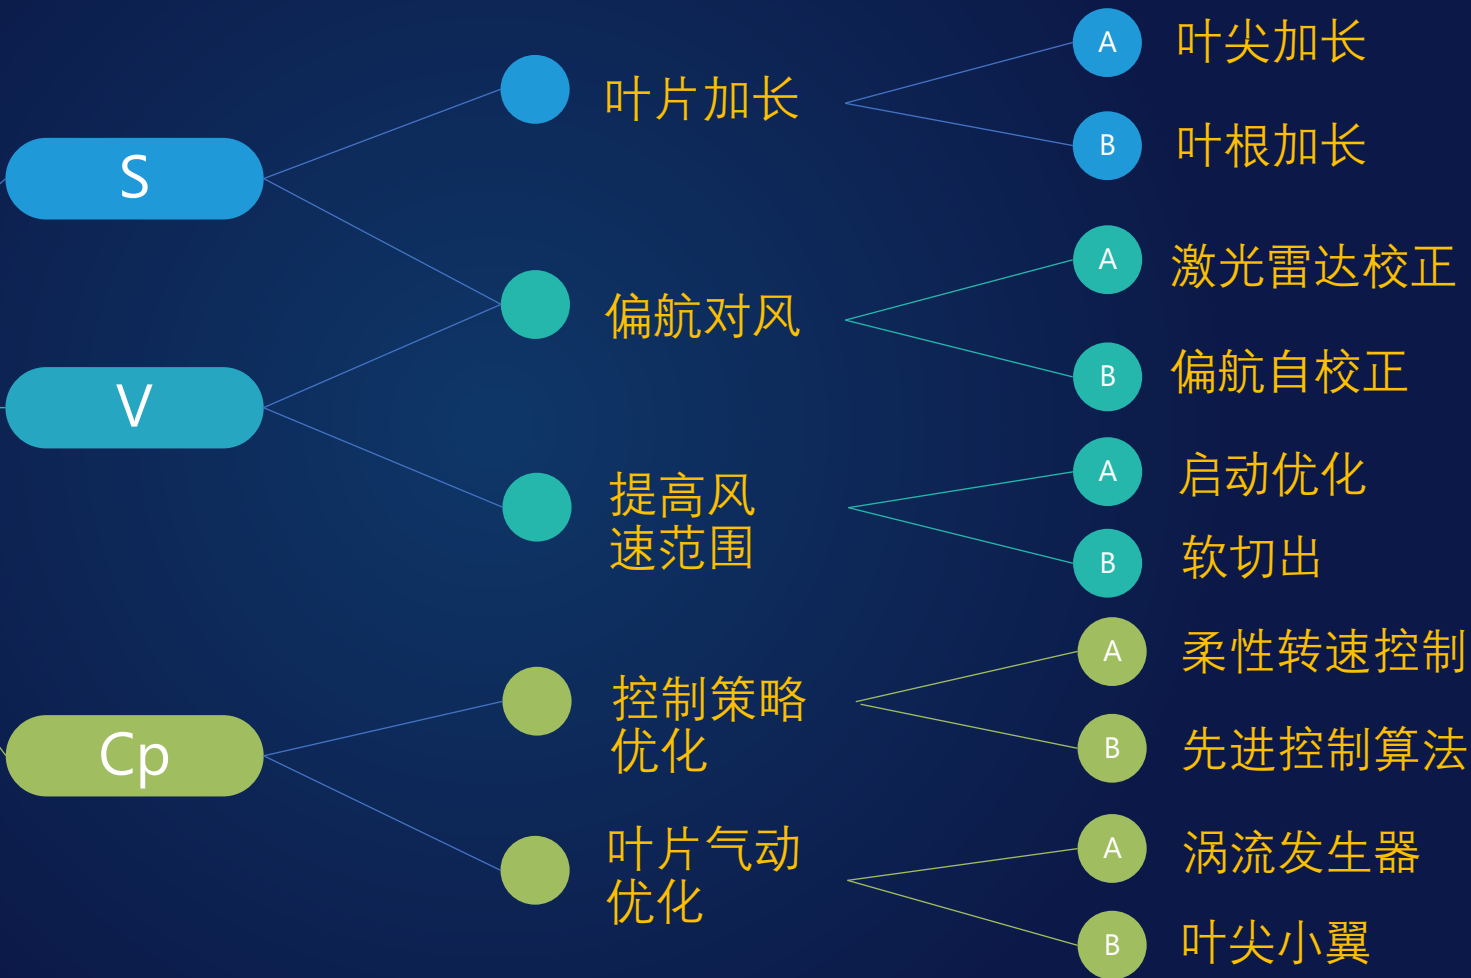 S
叶片加长
A
叶尖加长
B
叶根加长
V
偏航对风
A
激光雷达校正
B
偏航自校正
提高风
速范围
A
启动优化
B
软切出
Cp
控制策略
优化
A
柔性转速控制
B
先进控制算法
叶片气动
优化
A
涡流发生器
B
叶尖小翼